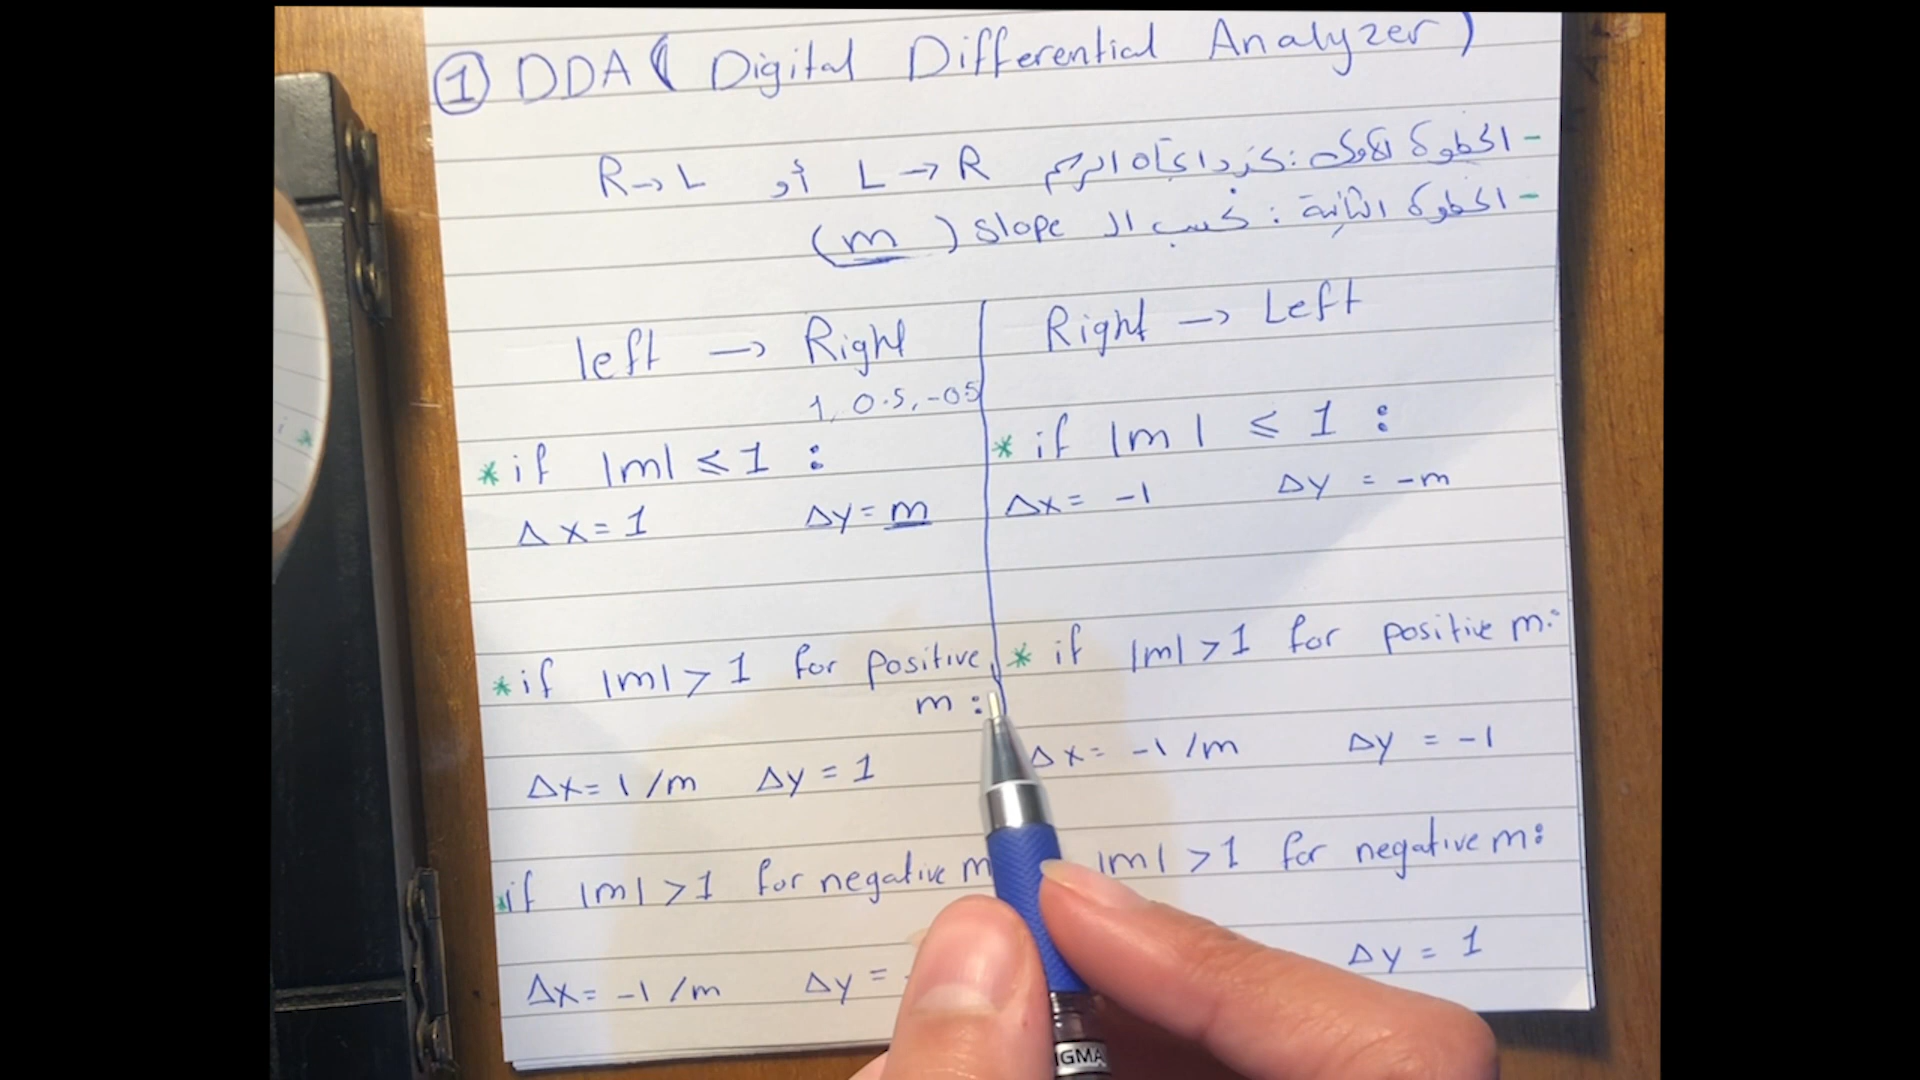 ① DDA ( Digital Differential Analyzer )
- الخطوة الأولى: نحدد اتجاه الرسم L → R أو R → L
- الخطوة الثانية: نحسب الـ slope (m)
left → Right
1, 0.5, -0.5
* if |m| ⩽ 1 :
Δx = 1 Δy = m
* if |m| > 1 for positive m :
Δx = 1/m Δy = 1
* if |m| > 1 for negative m
Δx = -1/m Δy =
Right → Left
* if |m| ⩽ 1 :
Δx = -1 Δy = -m
* if |m| > 1 for positive m:
Δx = -1/m Δy = -1
|m| > 1 for negative m:
Δy = 1
IGMA